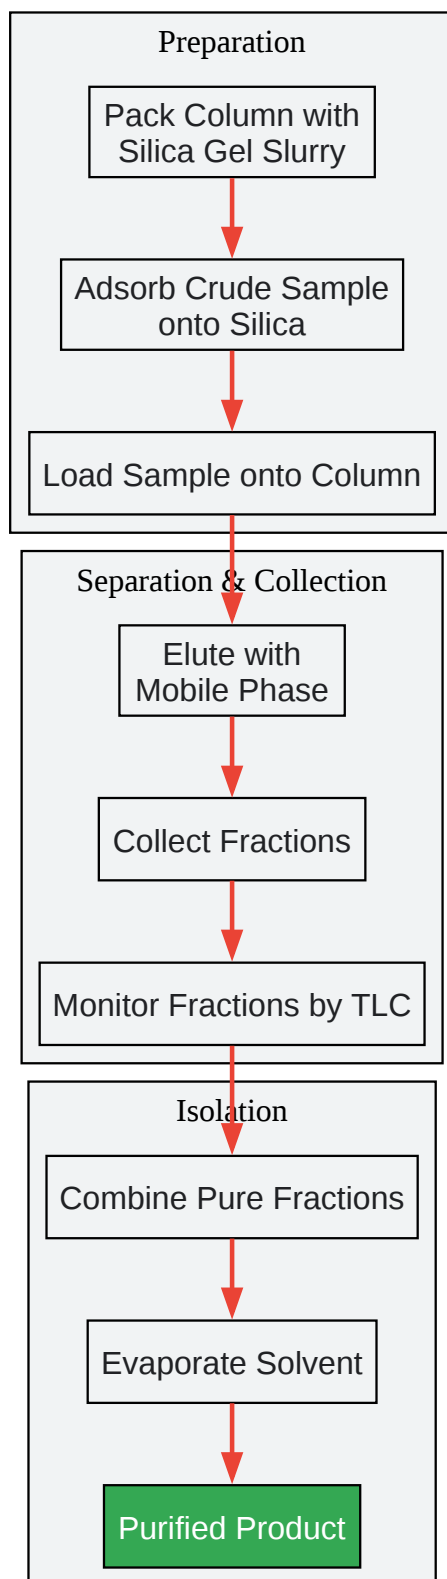 Preparation
Pack Column with
Silica Gel Slurry
Adsorb Crude Sample
onto Silica
Load Sample onto Column
Separation & Collection
Elute with
Mobile Phase
Collect Fractions
Monitor Fractions by TLC
Isolation
Combine Pure Fractions
Evaporate Solvent
Purified Product